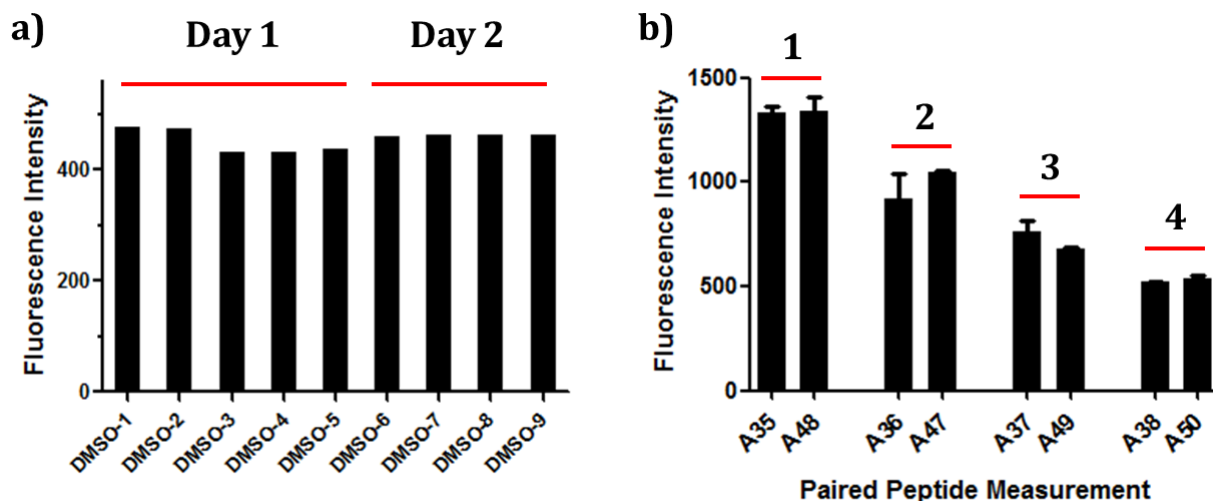 a)
Day 1
Day 2
Fluorescence Intensity
400
200
0
DMSO-1
DMSO-2
DMSO-3
DMSO-4
DMSO-5
DMSO-6
DMSO-7
DMSO-8
DMSO-9
b)
1
2
3
4
Fluorescence Intensity
1500
1000
500
0
A35
A48
A36
A47
A37
A49
A38
A50
Paired Peptide Measurement